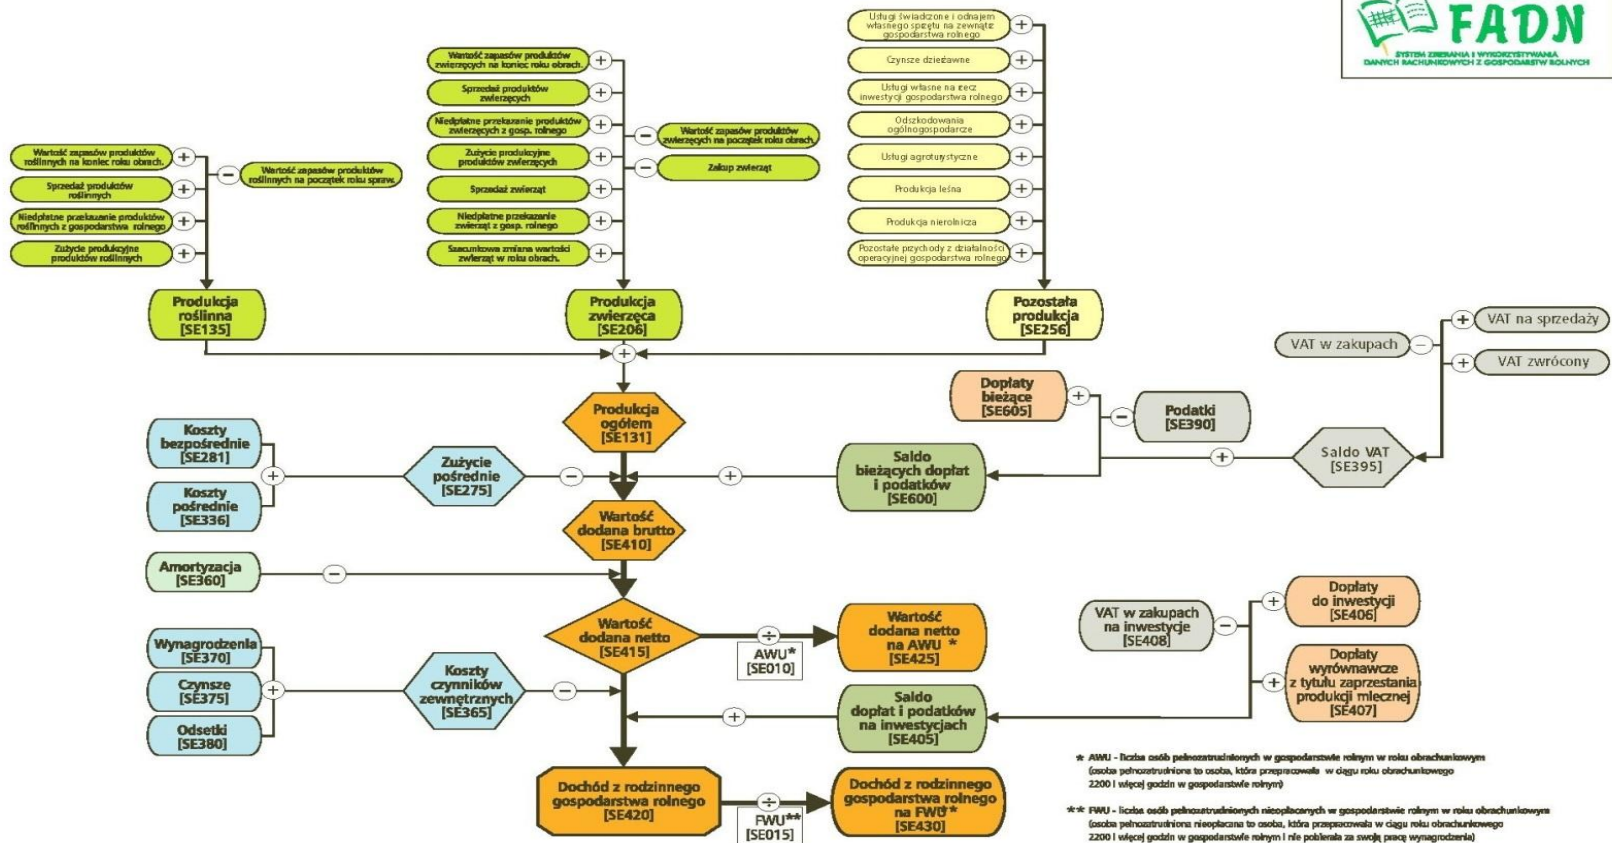 FADN
SYSTEM ZBIERANIA I WYKORZYSTYWANIA
DANYCH RACHUNKOWYCH Z GOSPODARSTW ROLNYCH
Usługi świadczone i odnajem
własnego sprzętu na zewnątrz
gospodarstwa rolnego
+
Czynsze dzierżawne
+
Usługi własne na rzecz
inwestycji gospodarstwa rolnego
+
Odszkodowania
ogólnogospodarcze
+
Usługi agroturystyczne
+
Produkcja leśna
+
Produkcja nierolnicza
+
Pozostałe przychody z działalności
operacyjnej gospodarstwa rolnego
+
Wartość zapasów produktów
zwierzęcych na koniec roku obrach.
+
Sprzedaż produktów
zwierzęcych
+
Niedpłatne przekazanie produktów
zwierzęcych z gosp. rolnego
+
Zużycie produkcyjne
produktów zwierzęcych
+
Sprzedaż zwierząt
+
Niedpłatne przekazanie
zwierząt z gosp. rolnego
+
Szacunkowa zmiana wartości
zwierząt w roku obrach.
+
−
Wartość zapasów produktów
zwierzęcych na początek roku obrach.
−
Zakup zwierząt
Wartość zapasów produktów
roślinnych na koniec roku obrach.
+
Sprzedaż produktów
roślinnych
+
Niedpłatne przekazanie produktów
roślinnych z gospodarstwa rolnego
+
Zużycie produkcyjne
produktów roślinnych
+
−
Wartość zapasów produktów
roślinnych na początek roku spraw.
Produkcja
roślinna
[SE135]
Produkcja
zwierzęca
[SE206]
Pozostała
produkcja
[SE256]
+
VAT na sprzedaży
+
VAT w zakupach
−
VAT zwrócony
+
Dopłaty
bieżące
[SE605]
+
−
Podatki
[SE390]
Saldo VAT
[SE395]
+
Produkcja
ogółem
[SE131]
Koszty
bezpośrednie
[SE281]
+
Koszty
pośrednie
[SE336]
Zużycie
pośrednie
[SE275]
−
+
Saldo
bieżących dopłat
i podatków
[SE600]
Wartość
dodana brutto
[SE410]
Amortyzacja
[SE360]
−
Wartość
dodana netto
[SE415]
÷
AWU*
[SE010]
Wartość
dodana netto
na AWU *
[SE425]
VAT w zakupach
na inwestycje
[SE408]
−
+
Dopłaty
do inwestycji
[SE406]
+
Dopłaty
wyrównawcze
z tytułu zaprzestania
produkcji mlecznej
[SE407]
Wynagrodzenia
[SE370]
Czynsze
[SE375]
Odsetki
[SE380]
+
Koszty
czynników
zewnętrznych
[SE365]
−
+
Saldo
dopłat i podatków
na inwestycjach
[SE405]
Dochód z rodzinnego
gospodarstwa rolnego
[SE420]
÷
FWU**
[SE015]
Dochód z rodzinnego
gospodarstwa rolnego
na FWU**
[SE430]
* AWU - liczba osób pełnozatrudnionych w gospodarstwie rolnym w roku obrachunkowym
(osoba pełnozatrudniona to osoba, która przepracowała w ciągu roku obrachunkowego
2200 i więcej godzin w gospodarstwie rolnym)
** FWU - liczba osób pełnozatrudnionych nieopłacanych w gospodarstwie rolnym w roku obrachunkowym
(osoba pełnozatrudniona nieopłacana to osoba, która przepracowała w ciągu roku obrachunkowego
2200 i więcej godzin w gospodarstwie rolnym i nie pobierała za swoją pracę wynagrodzenia)